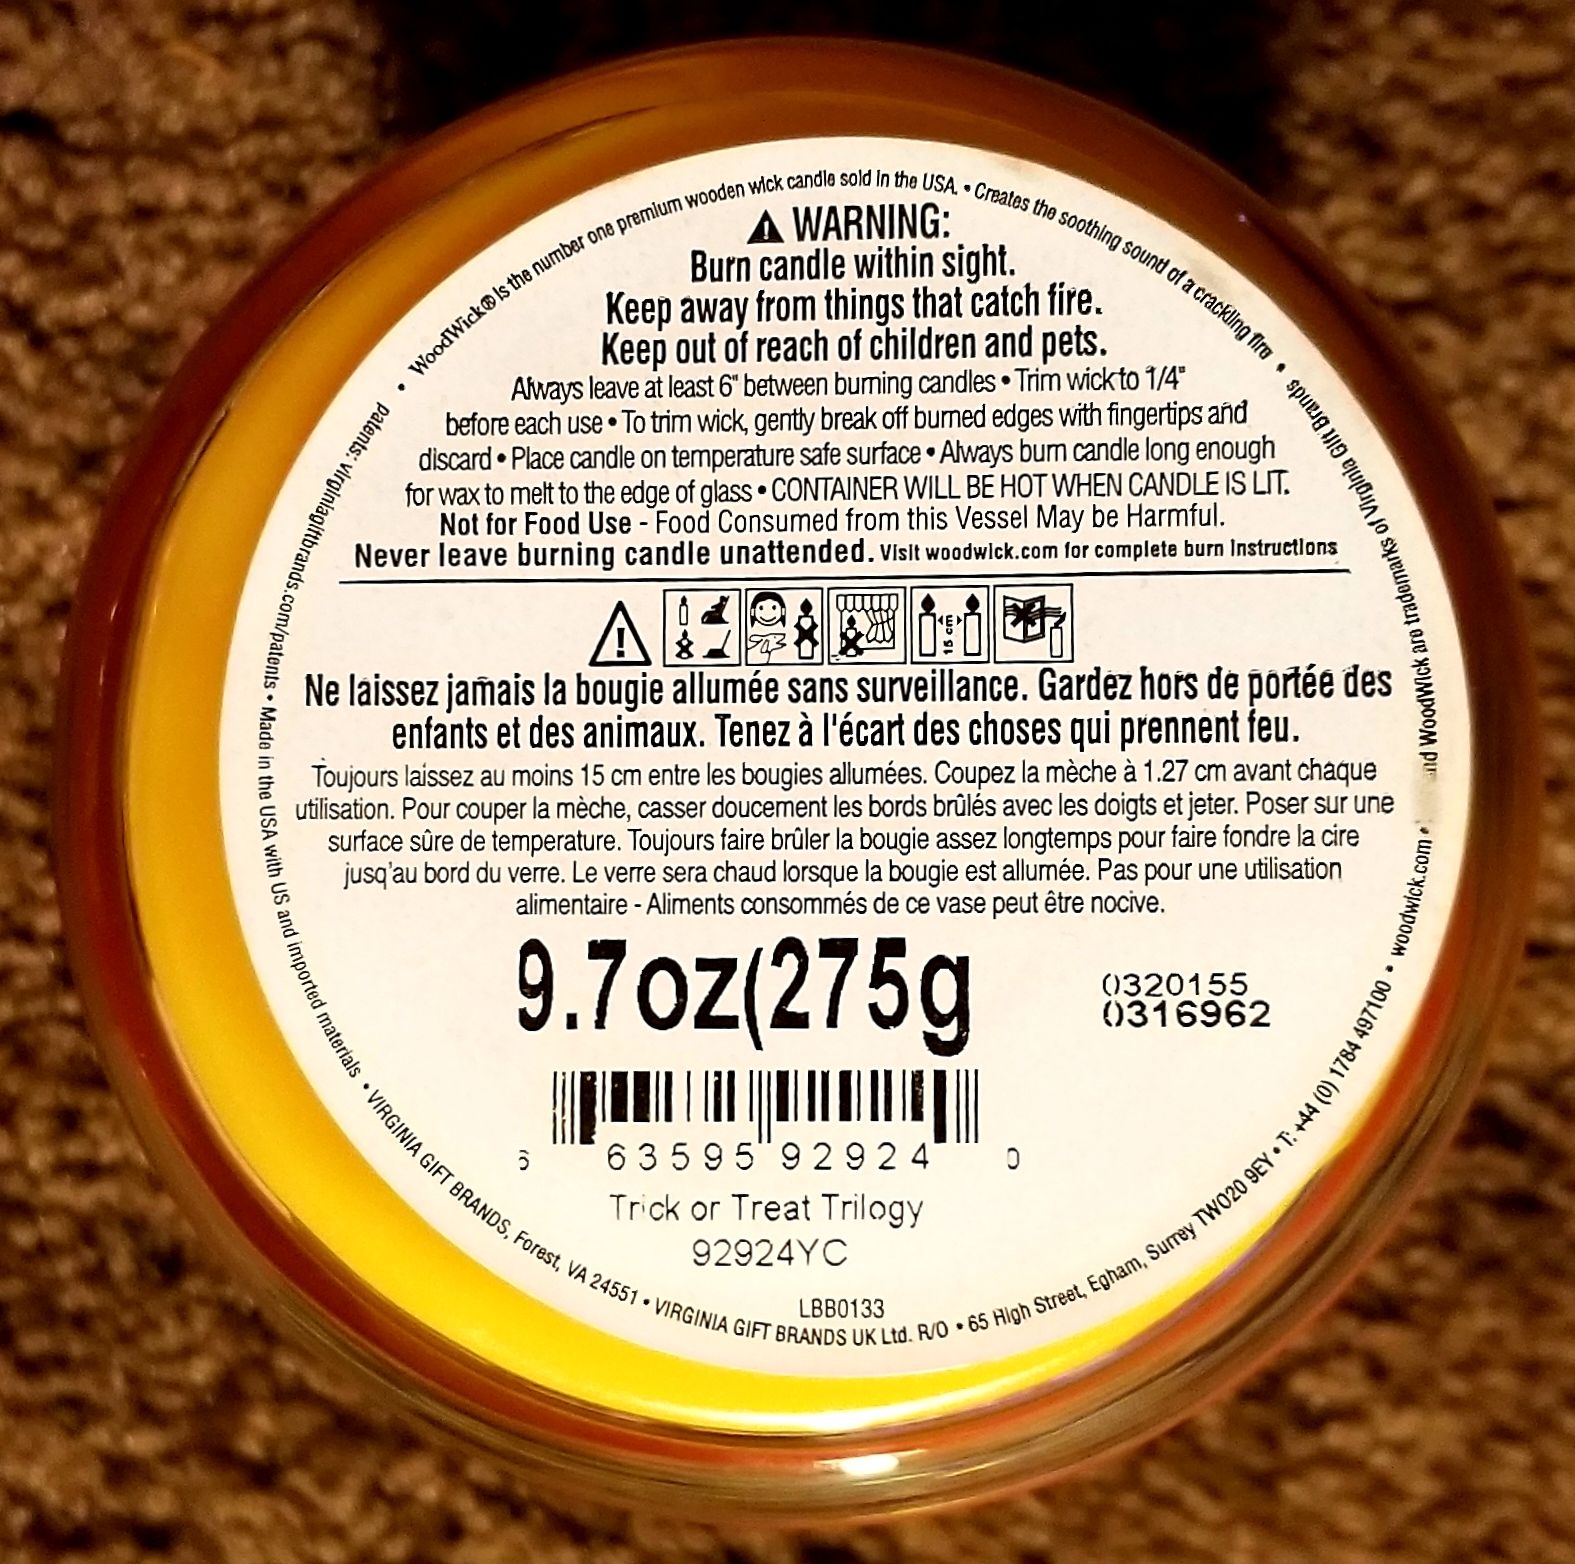 WoodWick® is the number one premium wooden wick candle sold in the USA. • Creates the soothing sound of a crackling fire •
nd WoodWick are trademarks of Virginia Gift Brands
⚠ WARNING:
Burn candle within sight.
Keep away from things that catch fire.
Keep out of reach of children and pets.
Always leave at least 6" between burning candles • Trim wick to 1/4"
before each use • To trim wick, gently break off burned edges with fingertips and
discard • Place candle on temperature safe surface • Always burn candle long enough
for wax to melt to the edge of glass • CONTAINER WILL BE HOT WHEN CANDLE IS LIT.
Not for Food Use - Food Consumed from this Vessel May be Harmful.
Never leave burning candle unattended. Visit woodwick.com for complete burn instructions
15 cm
Ne laissez jamais la bougie allumée sans surveillance. Gardez hors de portée des
enfants et des animaux. Tenez à l'écart des choses qui prennent feu.
Toujours laissez au moins 15 cm entre les bougies allumées. Coupez la mèche à 1.27 cm avant chaque
utilisation. Pour couper la mèche, casser doucement les bords brûlés avec les doigts et jeter. Poser sur une
surface sûre de temperature. Toujours faire brûler la bougie assez longtemps pour faire fondre la cire
jusq'au bord du verre. Le verre sera chaud lorsque la bougie est allumée. Pas pour une utilisation
alimentaire - Aliments consommés de ce vase peut être nocive.
9.7oz(275g
0320155
0316962
6 63595 92924 0
Trick or Treat Trilogy
92924YC
LBB0133
patents: virginiagiftbrands.com/patents • Made in the USA with US and imported materials • VIRGINIA GIFT BRANDS, Forest, VA 24551 • VIRGINIA GIFT BRANDS UK Ltd. R/O • 65 High Street, Egham, Surrey TWO20 9EY • T: +44 (0) 1784 497100 • woodwick.com •